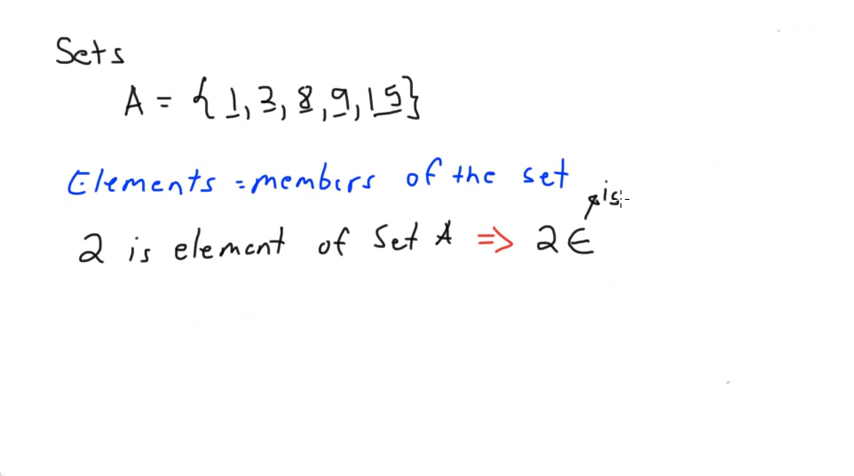 Sets
A = {1, 3, 8, 9, 15}
Elements = members of the set
is
2 is element of Set A => 2 ∈